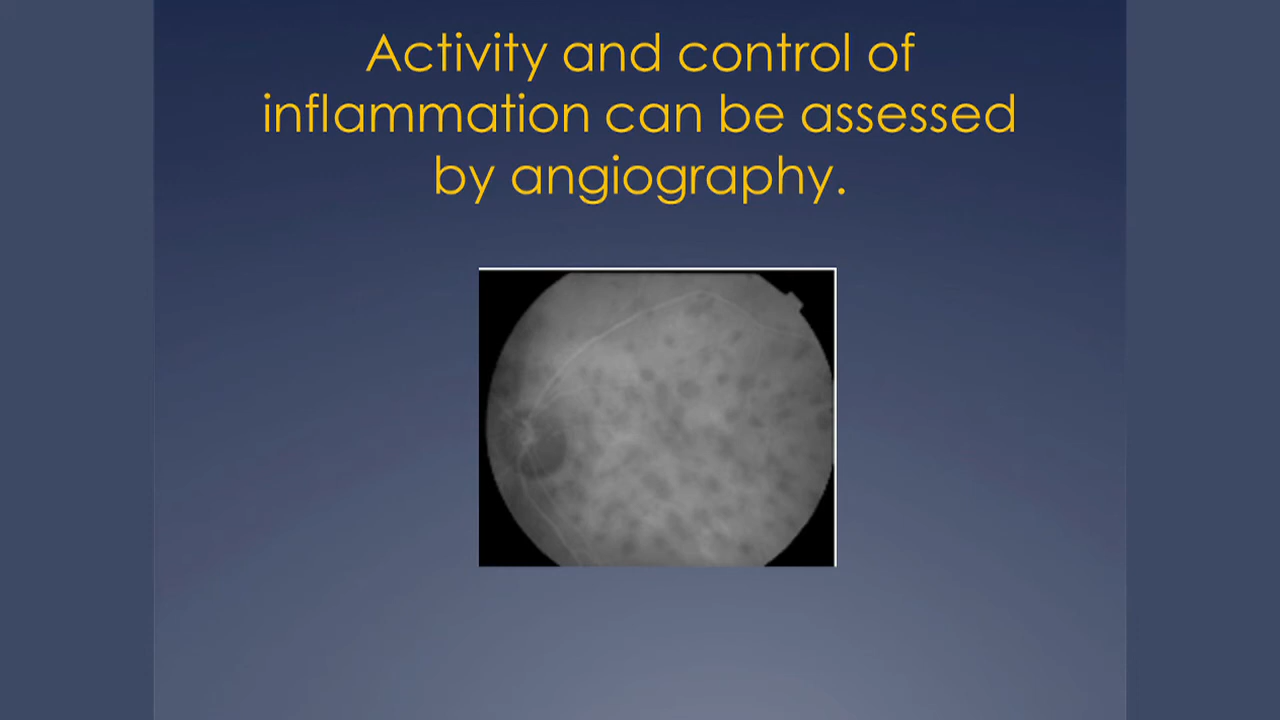 Activity and control of
inflammation can be assessed
by angiography.